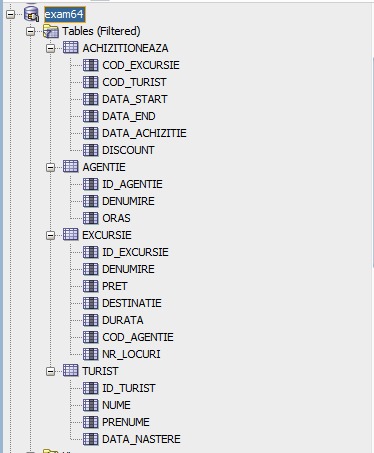 exam64
Tables (Filtered)
ACHIZITIONEAZA
COD_EXCURSIE
COD_TURIST
DATA_START
DATA_END
DATA_ACHIZITIE
DISCOUNT
AGENTIE
ID_AGENTIE
DENUMIRE
ORAS
EXCURSIE
ID_EXCURSIE
DENUMIRE
PRET
DESTINATIE
DURATA
COD_AGENTIE
NR_LOCURI
TURIST
ID_TURIST
NUME
PRENUME
DATA_NASTERE